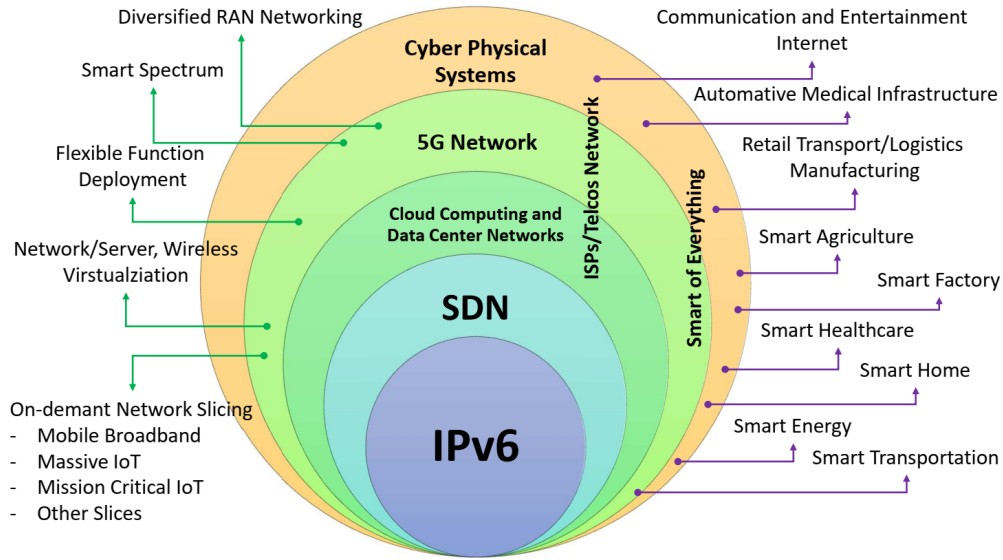 Diversified RAN Networking
Smart Spectrum
Flexible Function
Deployment
Network/Server, Wireless
Virstualziation
On-demant Network Slicing
- Mobile Broadband
- Massive IoT
- Mission Critical IoT
- Other Slices
Cyber Physical
Systems
5G Network
Cloud Computing and
Data Center Networks
SDN
IPv6
ISPs/Telcos Network
Smart of Everything
Communication and Entertainment
Internet
Automative Medical Infrastructure
Retail Transport/Logistics
Manufacturing
Smart Agriculture
Smart Factory
Smart Healthcare
Smart Home
Smart Energy
Smart Transportation